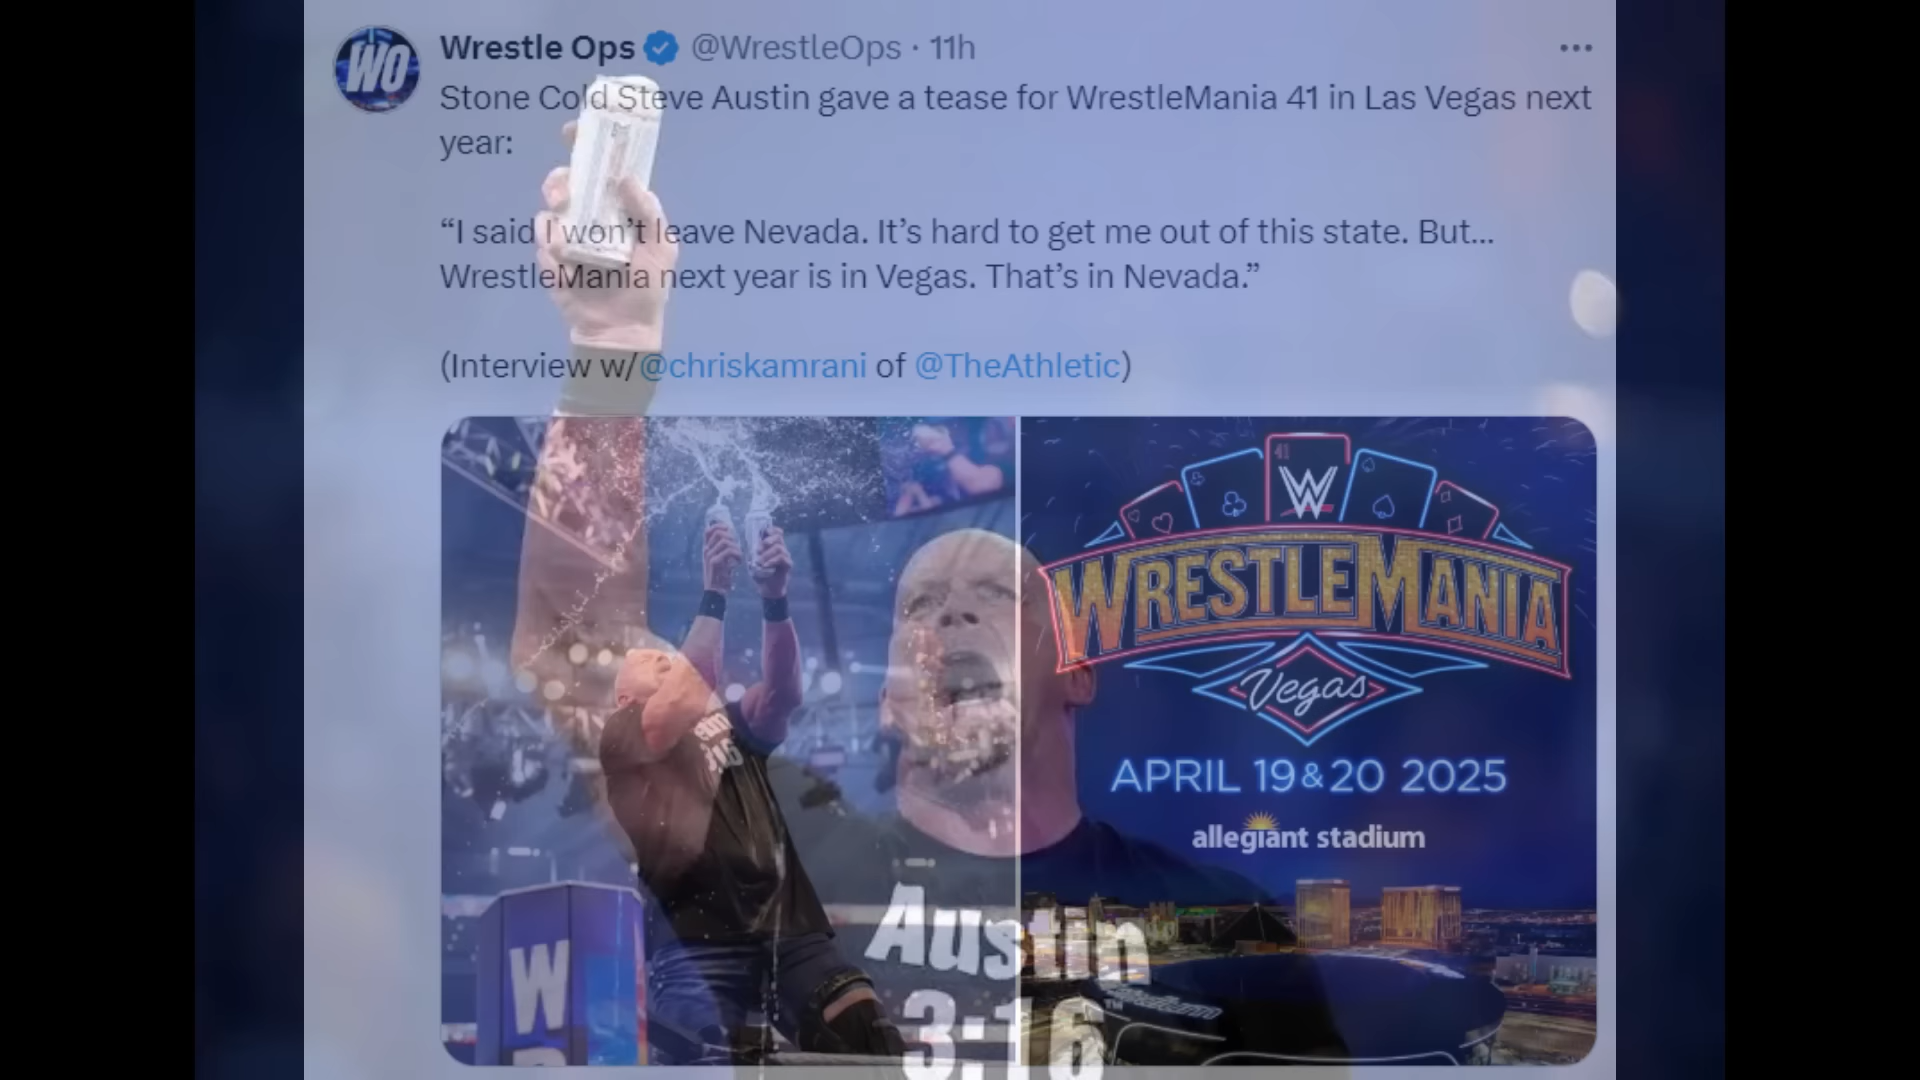 WO
Wrestle Ops @WrestleOps · 11h
Stone Cold Steve Austin gave a tease for WrestleMania 41 in Las Vegas next
year:
“I said I won’t leave Nevada. It’s hard to get me out of this state. But...
WrestleMania next year is in Vegas. That’s in Nevada.”
(Interview w/@chriskamrani of @TheAthletic)
41
W
WRESTLEMANIA
Vegas
APRIL 19 & 20 2025
allegiant stadium
W
Austin
3:16